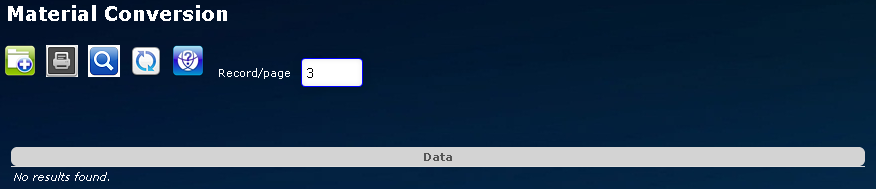 Material Conversion
Record/page 3
Data
No results found.